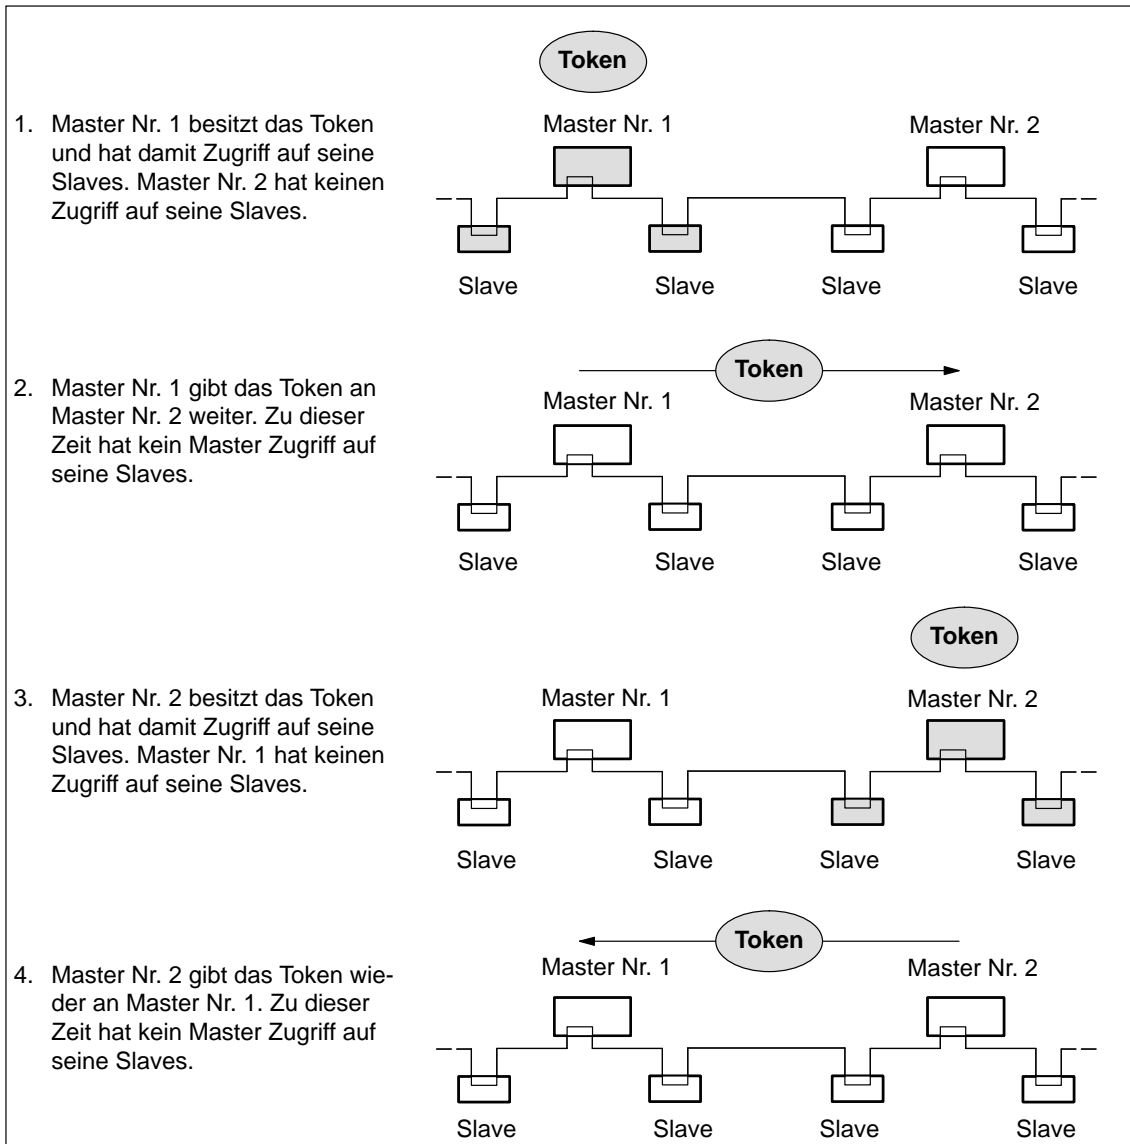 Token
1. Master Nr. 1 besitzt das Token
und hat damit Zugriff auf seine
Slaves. Master Nr. 2 hat keinen
Zugriff auf seine Slaves.
Master Nr. 1 Master Nr. 2
Slave Slave Slave Slave
Token
2. Master Nr. 1 gibt das Token an
Master Nr. 2 weiter. Zu dieser
Zeit hat kein Master Zugriff auf
seine Slaves.
Master Nr. 1 Master Nr. 2
Slave Slave Slave Slave
Token
3. Master Nr. 2 besitzt das Token
und hat damit Zugriff auf seine
Slaves. Master Nr. 1 hat keinen
Zugriff auf seine Slaves.
Master Nr. 1 Master Nr. 2
Slave Slave Slave Slave
Token
4. Master Nr. 2 gibt das Token wie-
der an Master Nr. 1. Zu dieser
Zeit hat kein Master Zugriff auf
seine Slaves.
Master Nr. 1 Master Nr. 2
Slave Slave Slave Slave